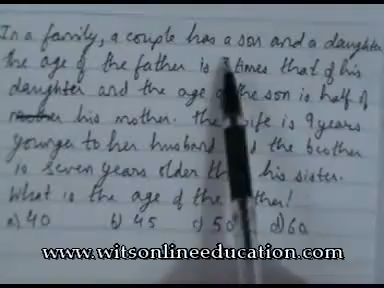 In a family, a couple has a son and a daughter
The age of the father is 3 times that of his
daughter and the age of the son is half of
his mother. The wife is 9 years
younger to her husband the brother
is seven years older his sister.
What is the age of the
a) 40 b) 45 c) 50 d) 60
www.witsonlineeducation.com